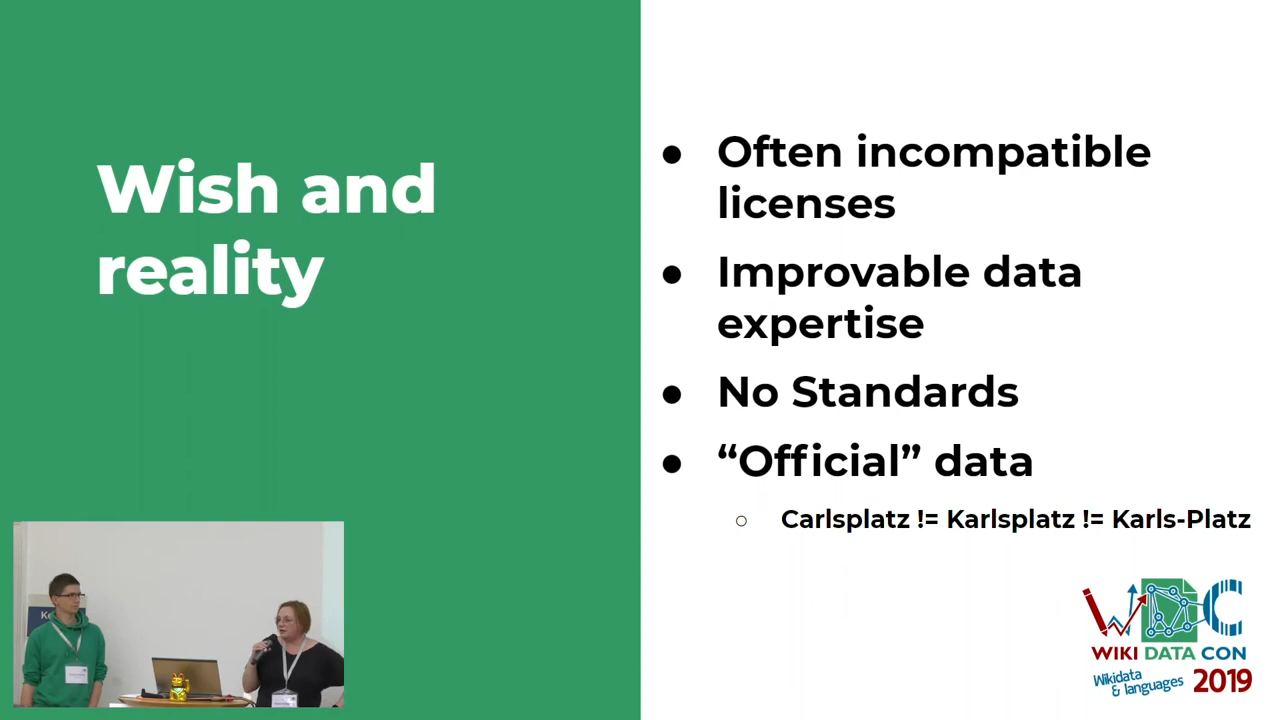 Wish and
reality
● Often incompatible
licenses
● Improvable data
expertise
● No Standards
● “Official” data
○ Carlsplatz != Karlsplatz != Karls-Platz
WDC
WIKI DATA CON
Wikidata
& languages 2019